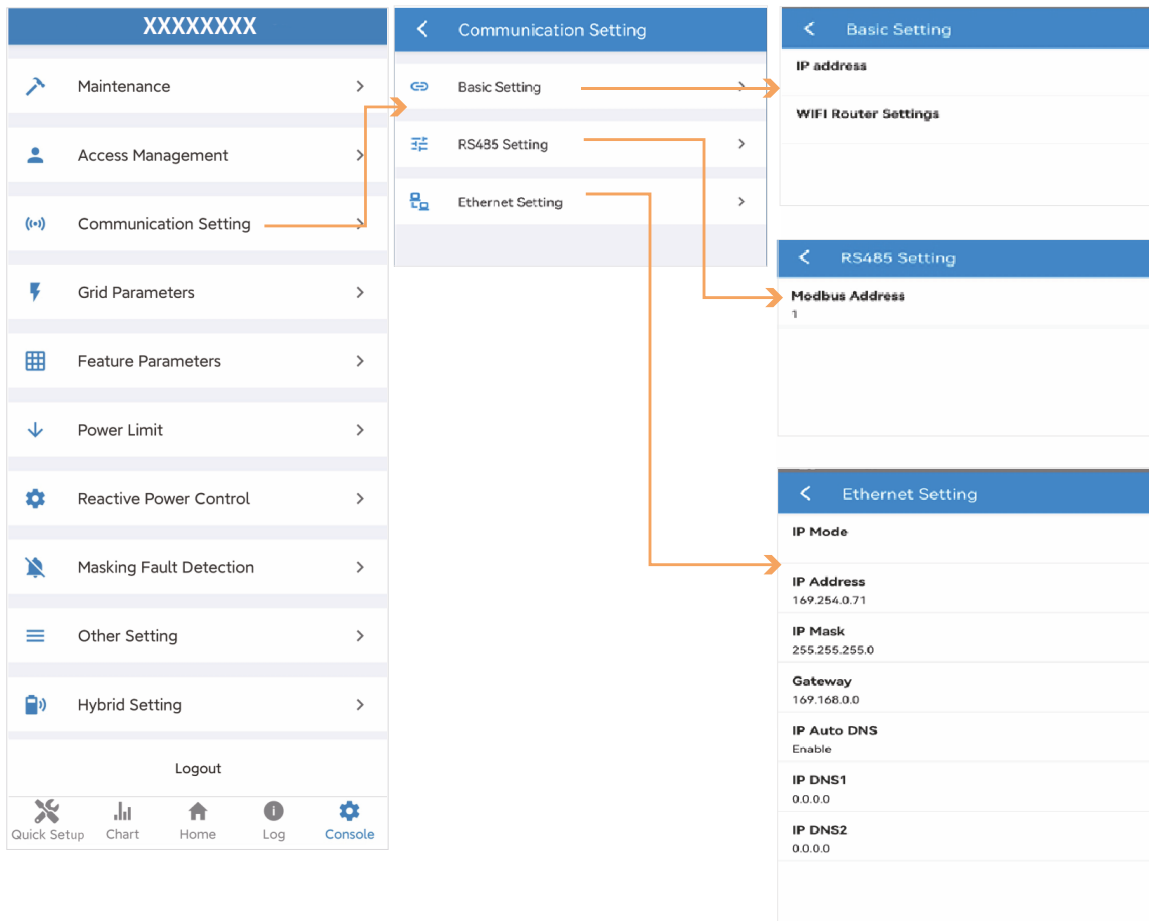 XXXXXXXX
Maintenance
Access Management
Communication Setting
Grid Parameters
Feature Parameters
Power Limit
Reactive Power Control
Masking Fault Detection
Other Setting
Hybrid Setting
Logout
Quick Setup
Chart
Home
Log
Console
Communication Setting
Basic Setting
RS485 Setting
Ethernet Setting
Basic Setting
IP address
WIFI Router Settings
RS485 Setting
Modbus Address
1
Ethernet Setting
IP Mode
IP Address
169.254.0.71
IP Mask
255.255.255.0
Gateway
169.168.0.0
IP Auto DNS
Enable
IP DNS1
0.0.0.0
IP DNS2
0.0.0.0